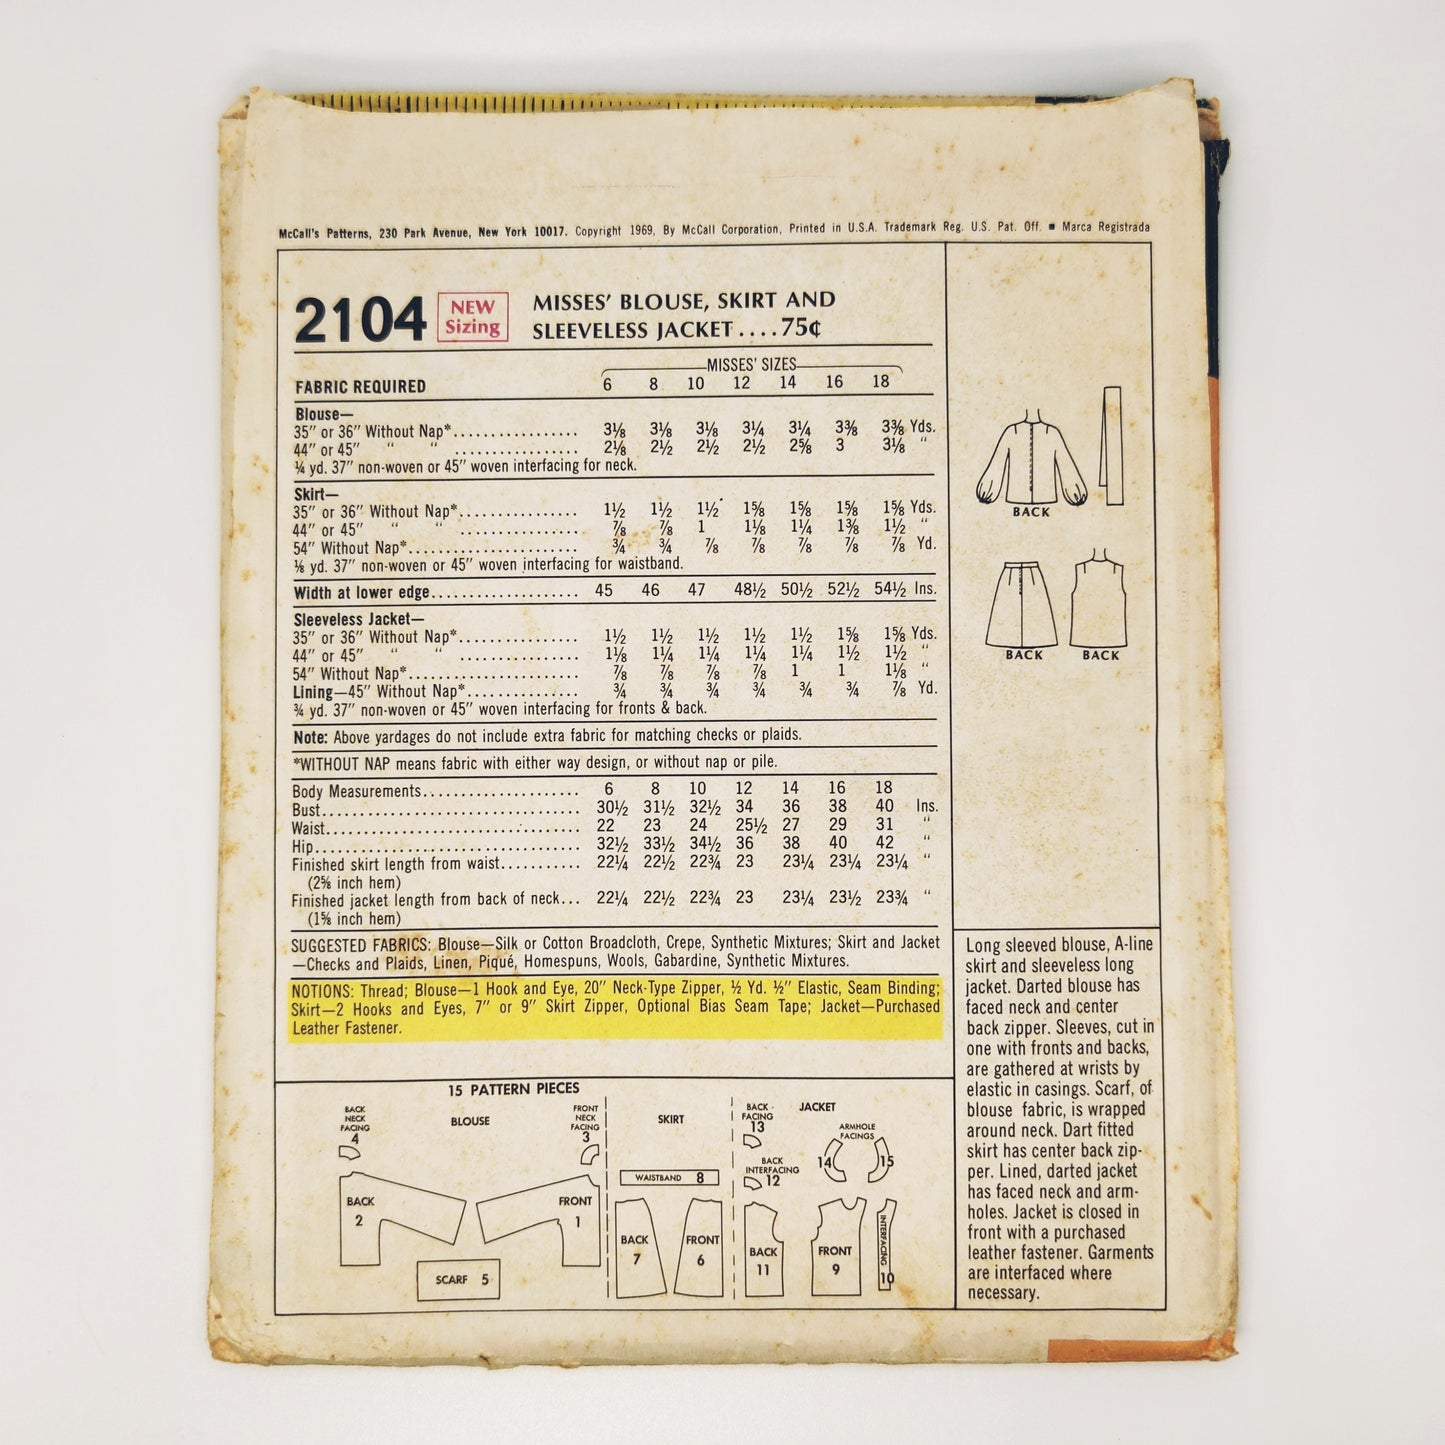 McCall's Patterns, 230 Park Avenue, New York 10017. Copyright 1969, By McCall Corporation, Printed in U.S.A. Trademark Reg. U.S. Pat. Off. ■ Marca Registrada
2104
NEW
Sizing
MISSES' BLOUSE, SKIRT AND
SLEEVELESS JACKET....75¢
MISSES' SIZES
FABRIC REQUIRED 6 8 10 12 14 16 18
Blouse—
35" or 36" Without Nap*................ 3⅛ 3⅛ 3⅛ 3¼ 3¼ 3⅜ 3⅜ Yds.
44" or 45" " " ................ 2⅛ 2½ 2½ 2½ 2⅝ 3 3⅛ "
¼ yd. 37" non-woven or 45" woven interfacing for neck.
Skirt—
35" or 36" Without Nap*............... 1½ 1½ 1½ 1⅝ 1⅝ 1⅝ 1⅝ Yds.
44" or 45" " " ............... ⅞ ⅞ 1 1⅛ 1¼ 1⅜ 1½ "
54" Without Nap*...................... ¾ ¾ ⅞ ⅞ ⅞ ⅞ ⅞ Yd.
⅛ yd. 37" non-woven or 45" woven interfacing for waistband.
Width at lower edge................... 45 46 47 48½ 50½ 52½ 54½ Ins.
Sleeveless Jacket—
35" or 36" Without Nap*............... 1½ 1½ 1½ 1½ 1½ 1⅝ 1⅝ Yds.
44" or 45" " " ............... 1⅛ 1¼ 1¼ 1¼ 1¼ 1½ 1½ "
54" Without Nap*...................... ⅞ ⅞ ⅞ ⅞ 1 1 1⅛ "
Lining—45" Without Nap*.............. ¾ ¾ ¾ ¾ ¾ ¾ ⅞ Yd.
¾ yd. 37" non-woven or 45" woven interfacing for fronts & back.
Note: Above yardages do not include extra fabric for matching checks or plaids.
*WITHOUT NAP means fabric with either way design, or without nap or pile.
Body Measurements.................... 6 8 10 12 14 16 18
Bust................................. 30½ 31½ 32½ 34 36 38 40 Ins.
Waist................................ 22 23 24 25½ 27 29 31 "
Hip.................................. 32½ 33½ 34½ 36 38 40 42 "
Finished skirt length from waist.......... 22¼ 22½ 22¾ 23 23¼ 23¼ 23¼ "
(2⅝ inch hem)
Finished jacket length from back of neck... 22¼ 22½ 22¾ 23 23¼ 23½ 23¾ "
(1⅝ inch hem)
SUGGESTED FABRICS: Blouse—Silk or Cotton Broadcloth, Crepe, Synthetic Mixtures; Skirt and Jacket
—Checks and Plaids, Linen, Piqué, Homespuns, Wools, Gabardine, Synthetic Mixtures.
NOTIONS: Thread; Blouse—1 Hook and Eye, 20" Neck-Type Zipper, ½ Yd. ½" Elastic, Seam Binding;
Skirt—2 Hooks and Eyes, 7" or 9" Skirt Zipper, Optional Bias Seam Tape; Jacket—Purchased
Leather Fastener.
BACK
BACK
BACK
Long sleeved blouse, A-line
skirt and sleeveless long
jacket. Darted blouse has
faced neck and center
back zipper. Sleeves, cut in
one with fronts and backs,
are gathered at wrists by
elastic in casings. Scarf, of
blouse fabric, is wrapped
around neck. Dart fitted
skirt has center back zip-
per. Lined, darted jacket
has faced neck and arm-
holes. Jacket is closed in
front with a purchased
leather fastener. Garments
are interfaced where
necessary.
15 PATTERN PIECES
BLOUSE
BACK
NECK
FACING
4
FRONT
NECK
FACING
3
BACK
2
FRONT
1
SCARF 5
SKIRT
WAISTBAND 8
BACK
7
FRONT
6
JACKET
BACK
FACING
13
BACK
INTERFACING
12
ARMHOLE
FACINGS
14
15
BACK
11
FRONT
9
INTERFACING
10